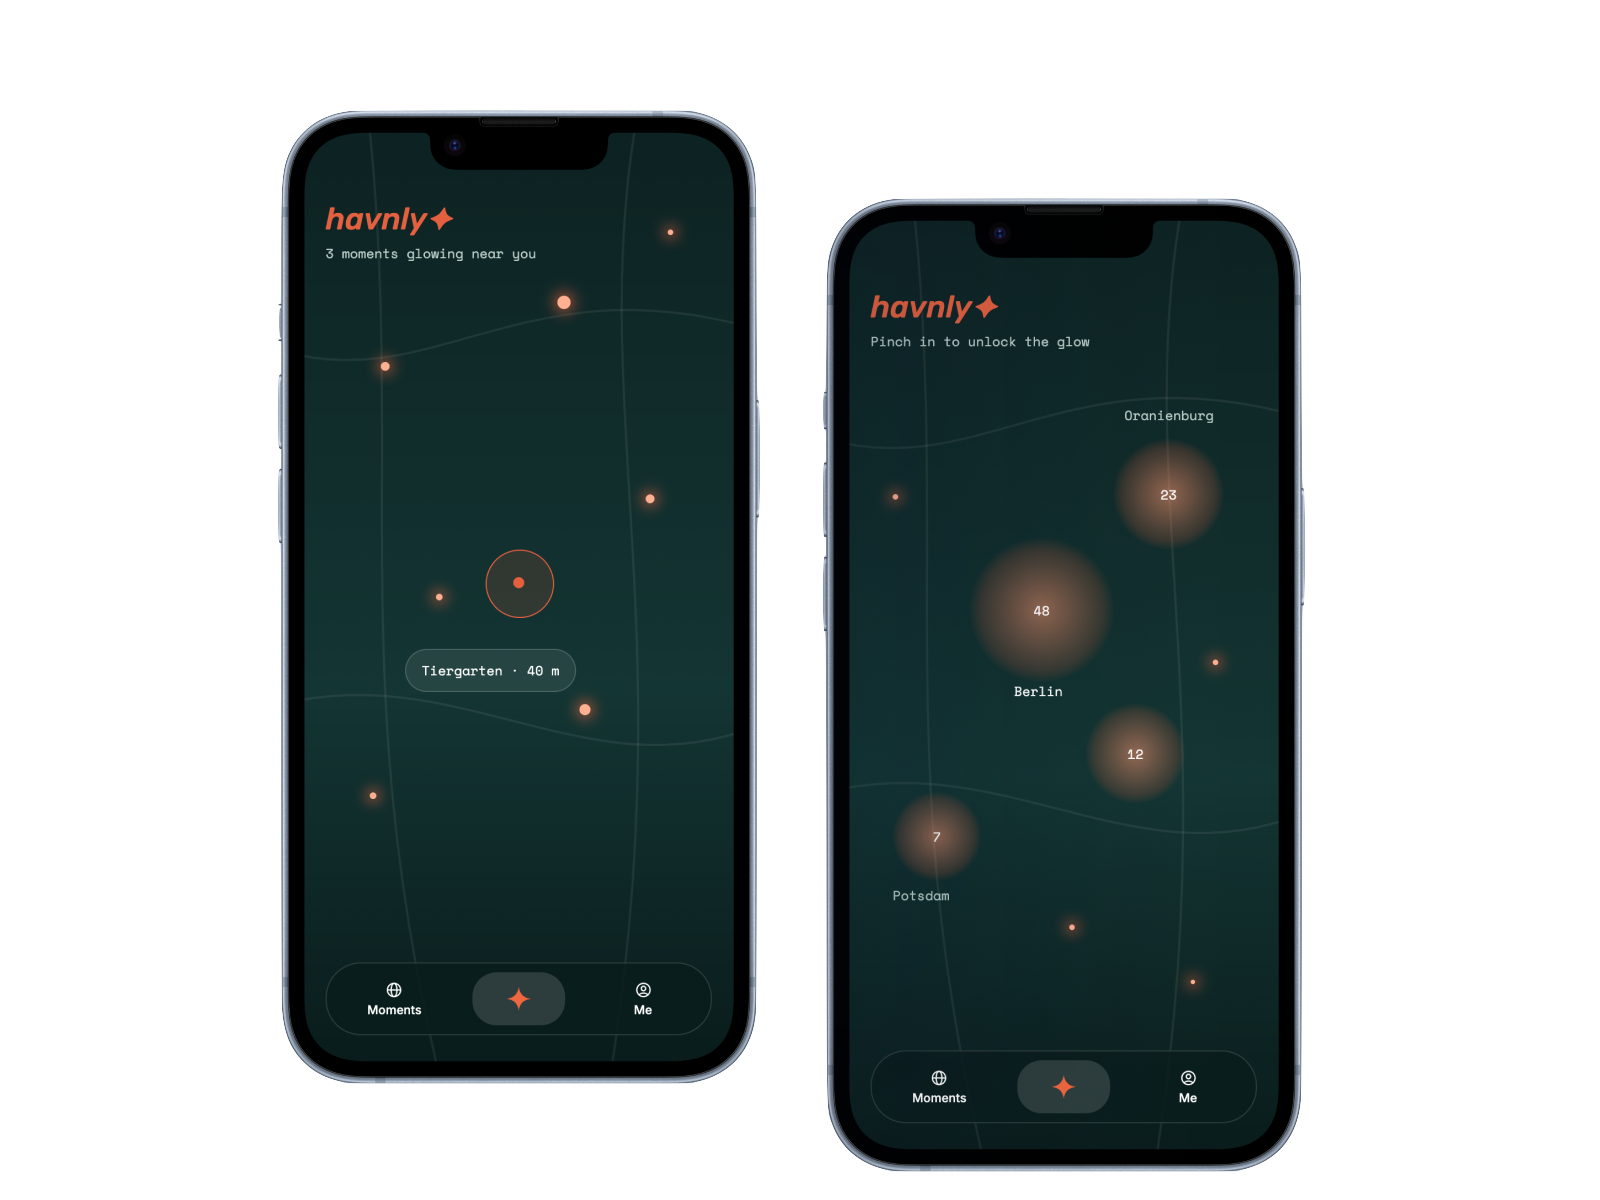 havnly
3 moments glowing near you
Tiergarten · 40 m
Moments
Me
havnly
Pinch in to unlock the glow
Oranienburg
23
48
Berlin
12
7
Potsdam
Moments
Me